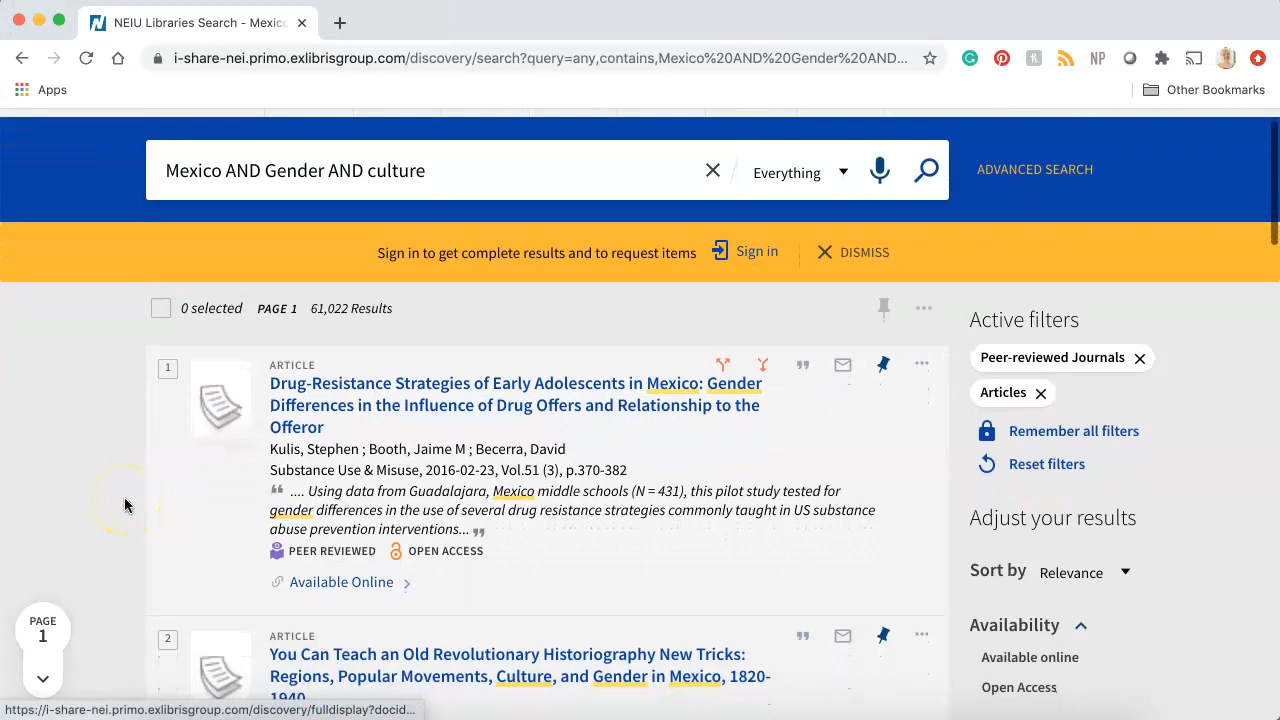 NEIU Libraries Search - Mexico
i-share-nei.primo.exlibrisgroup.com/discovery/search?query=any,contains,Mexico%20AND%20Gender%20AND...
NP
Apps
Other Bookmarks
Mexico AND Gender AND culture
Everything
ADVANCED SEARCH
Sign in to get complete results and to request items
Sign in
DISMISS
0 selected PAGE 1 61,022 Results
1
ARTICLE
Drug-Resistance Strategies of Early Adolescents in Mexico: Gender
Differences in the Influence of Drug Offers and Relationship to the
Offeror
Kulis, Stephen ; Booth, Jaime M ; Becerra, David
Substance Use & Misuse, 2016-02-23, Vol.51 (3), p.370-382
.... Using data from Guadalajara, Mexico middle schools (N = 431), this pilot study tested for
gender differences in the use of several drug resistance strategies commonly taught in US substance
abuse prevention interventions...
PEER REVIEWED OPEN ACCESS
Available Online
2
ARTICLE
You Can Teach an Old Revolutionary Historiography New Tricks:
Regions, Popular Movements, Culture, and Gender in Mexico, 1820-
1940
Active filters
Peer-reviewed Journals
Articles
Remember all filters
Reset filters
Adjust your results
Sort by Relevance
Availability
Available online
Open Access
PAGE
1
https://i-share-nei.primo.exlibrisgroup.com/discovery/fulldisplay?docid...